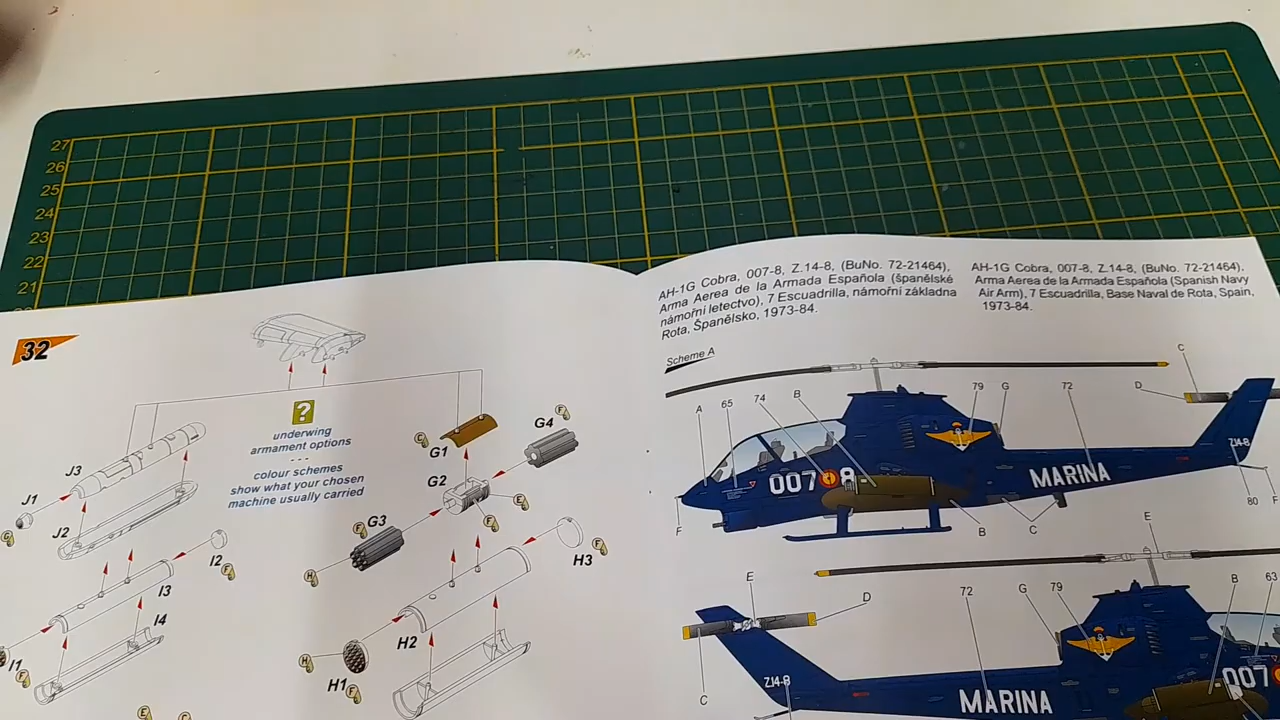 27
26
25
24
23
22
21
32
?
underwing
armament options
- - -
colour schemes
show what your chosen
machine usually carried
J3
J1
G
J2
I3
I2
F
I4
I1
F
G1
G
G4
F
G2
E
F
G3
F
H
H3
F
H2
H
H1
F
E
G
AH-1G Cobra, 007-8, Z.14-8, (BuNo. 72-21464),
Arma Aerea de la Armada Española (španělské
námořní letectvo), 7 Escuadrilla, námořní základna
Rota, Španělsko, 1973-84.
AH-1G Cobra, 007-8, Z.14-8, (BuNo. 72-21464),
Arma Aerea de la Armada Española (Spanish Navy
Air Arm), 7 Escuadrilla, Base Naval de Rota, Spain,
1973-84.
Scheme A
A
65
74
B
79
G
72
D
C
007 8
MARINA
Z.14-8
F
B
C
80
F
E
E
D
72
G
79
B
63
C
Z.14-8
MARINA
007